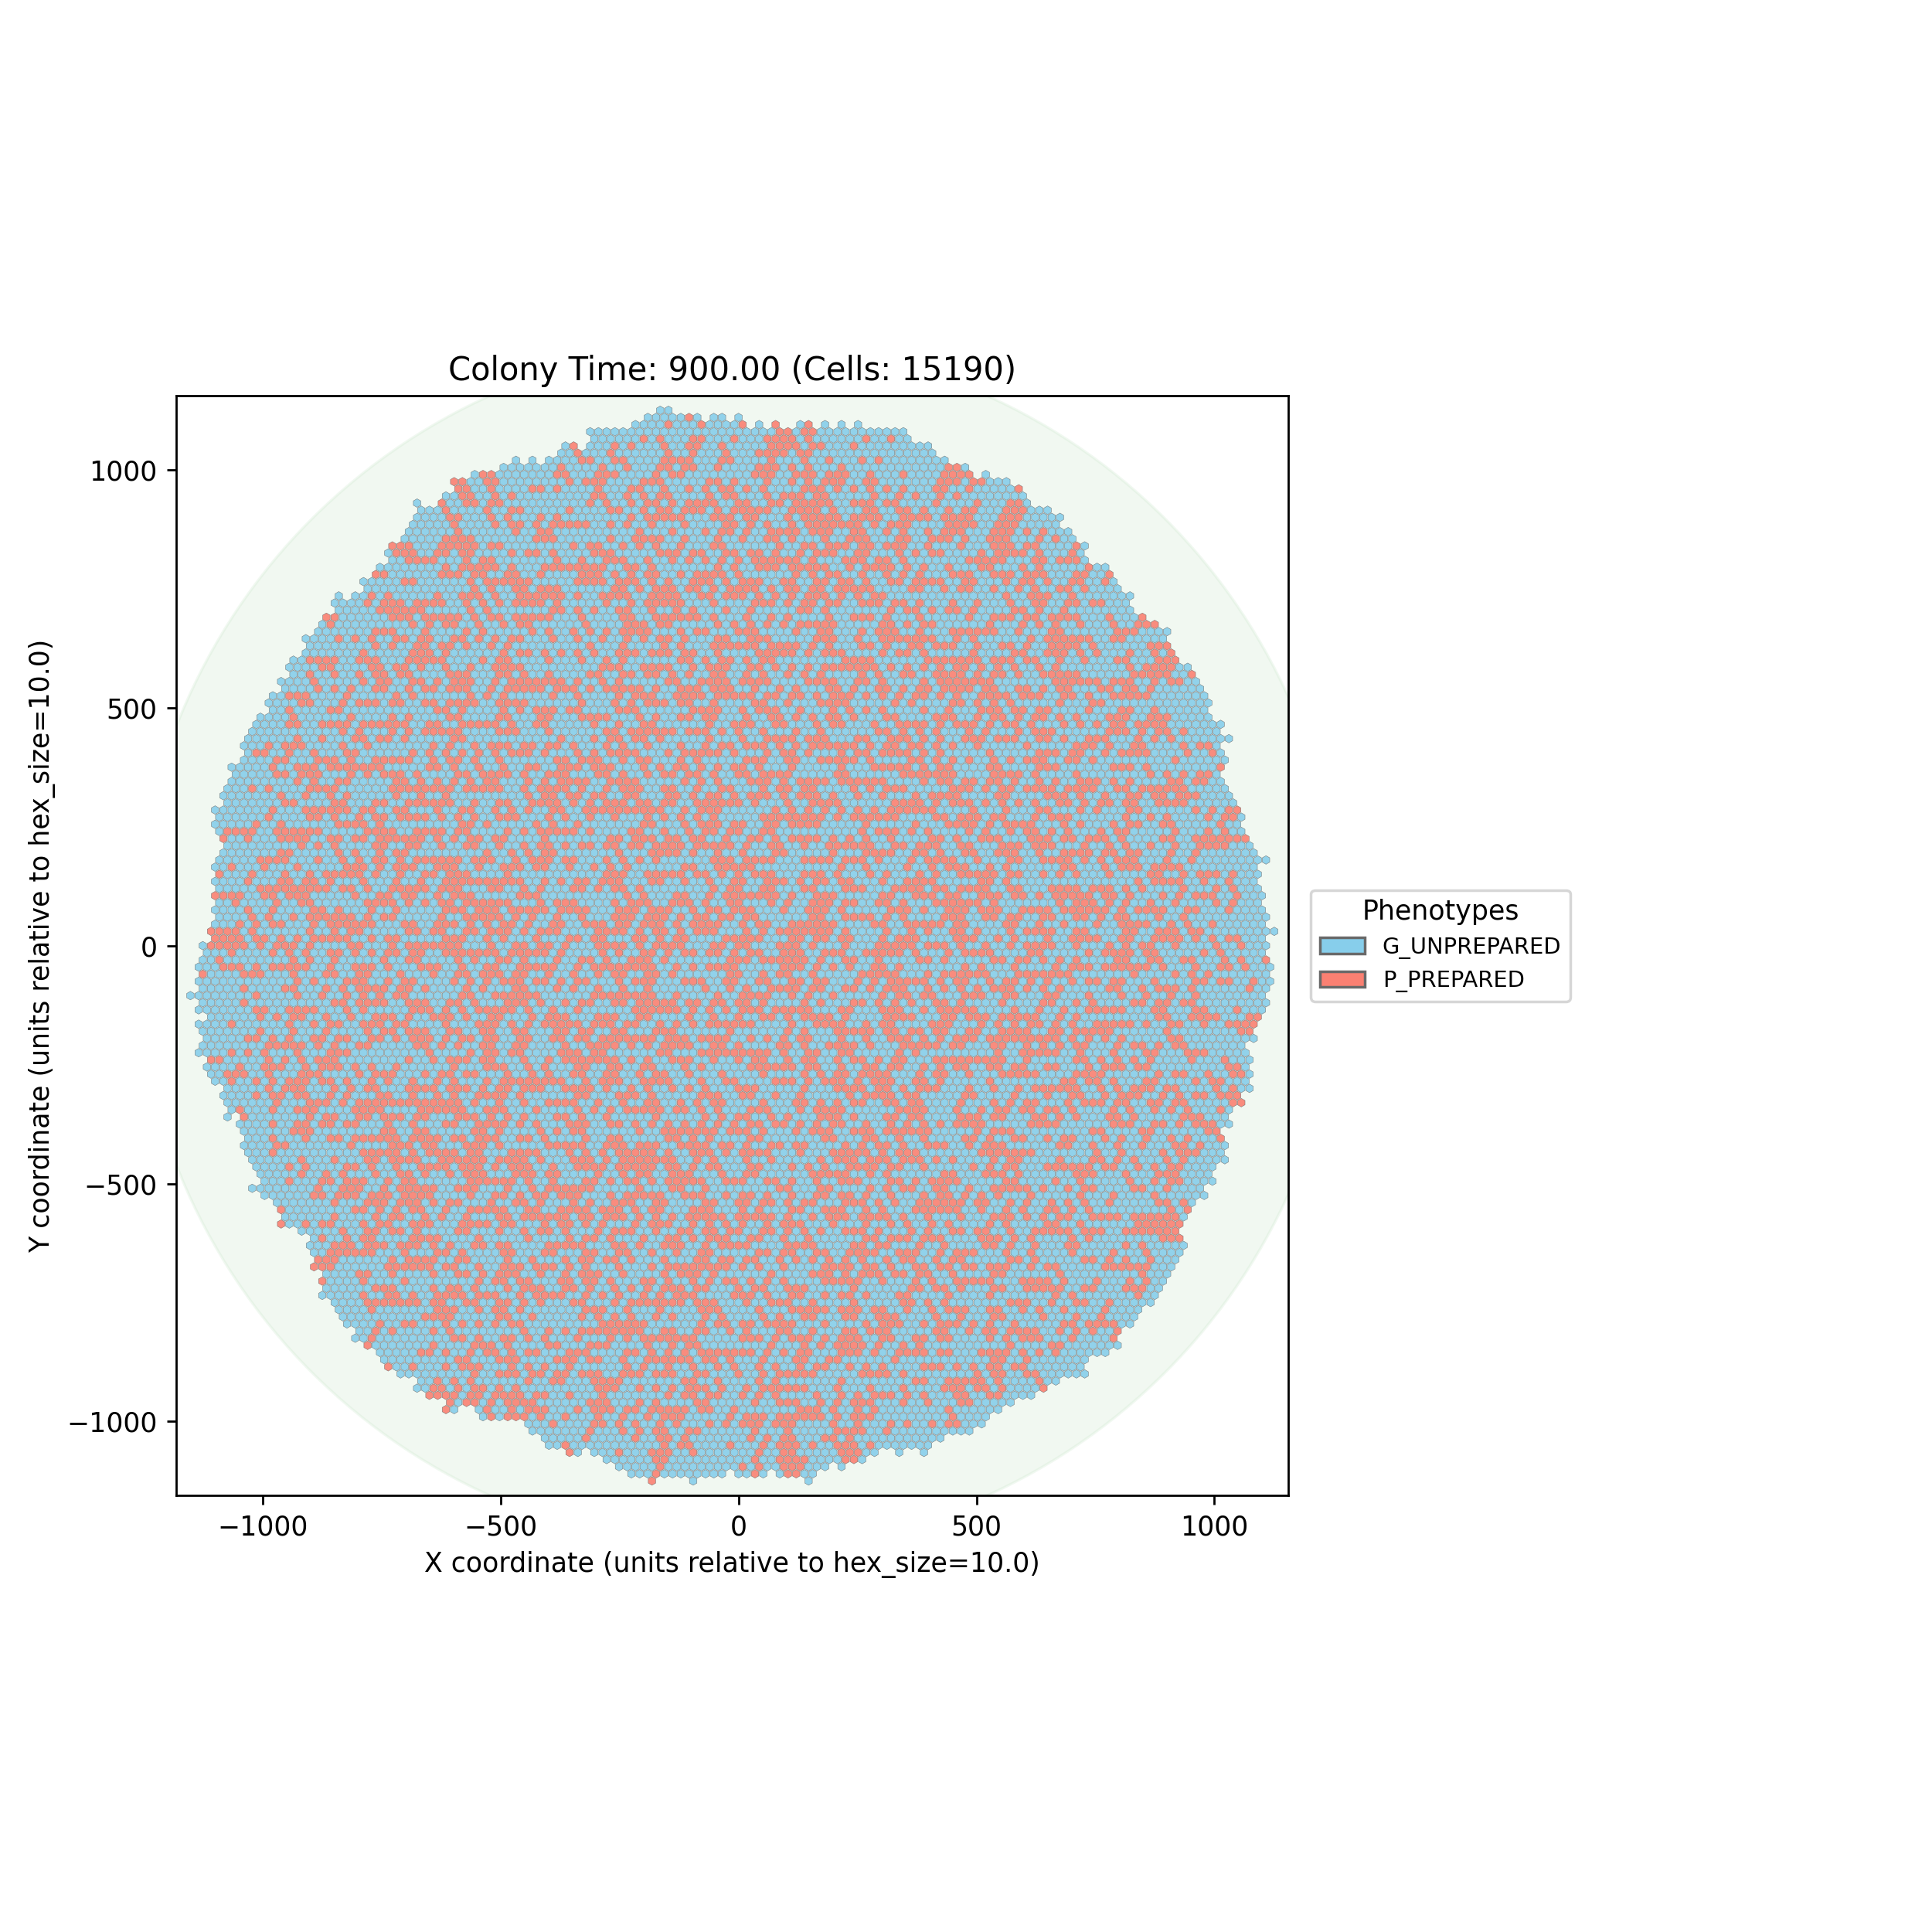 Colony Time: 900.00 (Cells: 15190)
Y coordinate (units relative to hex_size=10.0)
1000
500
0
−500
−1000
−1000
−500
0
500
1000
X coordinate (units relative to hex_size=10.0)
Phenotypes
G_UNPREPARED
P_PREPARED